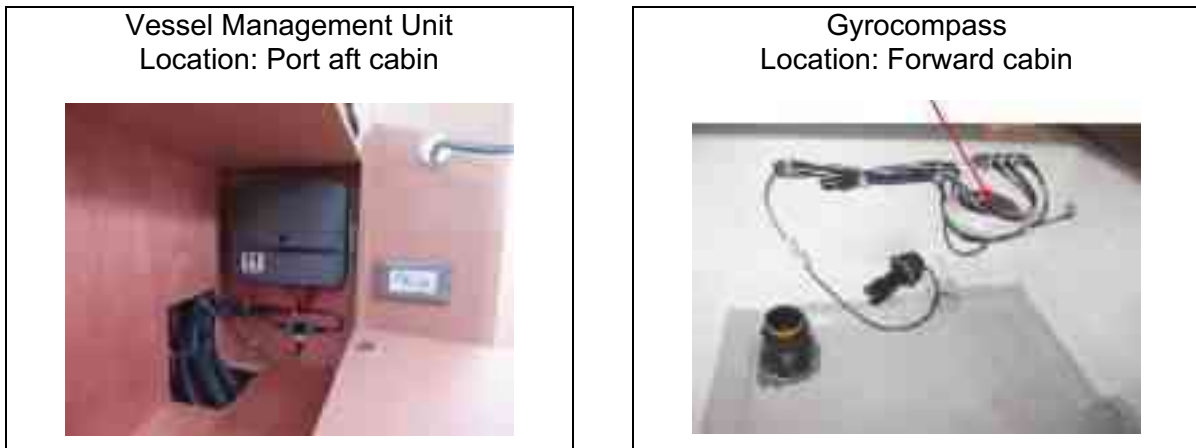 Vessel Management Unit
Location: Port aft cabin
Gyrocompass
Location: Forward cabin